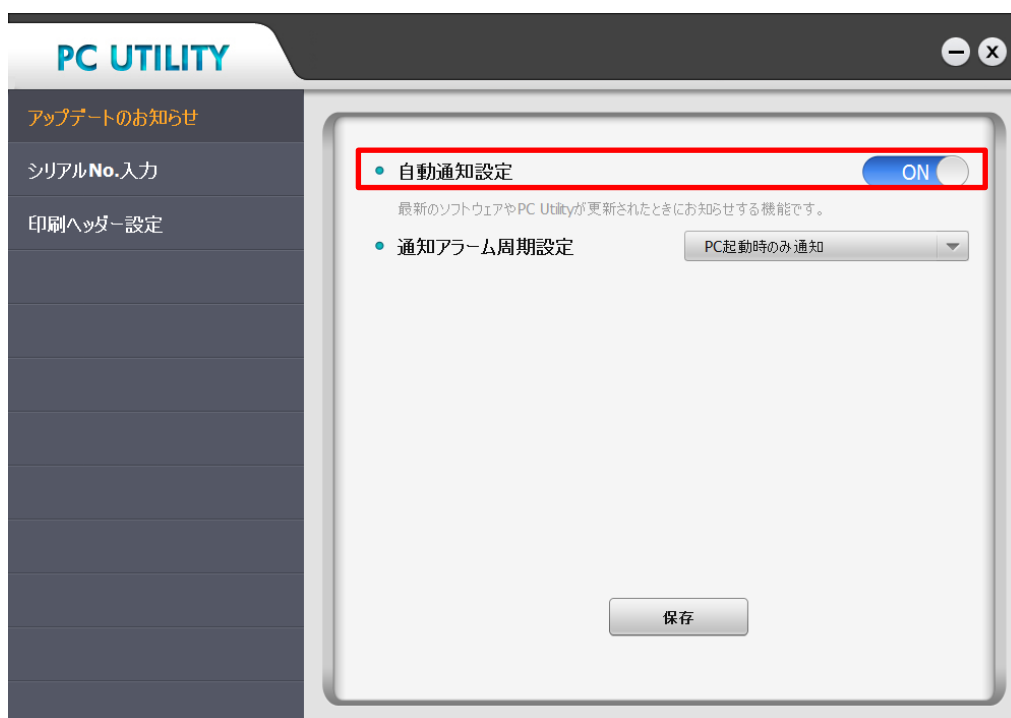 PC UTILITY
アップデートのお知らせ
シリアルNo.入力
印刷ヘッダー設定
自動通知設定
ON
最新のソフトウェアやPC Utilityが更新されたときにお知らせする機能です。
通知アラーム周期設定
PC起動時のみ通知
保存